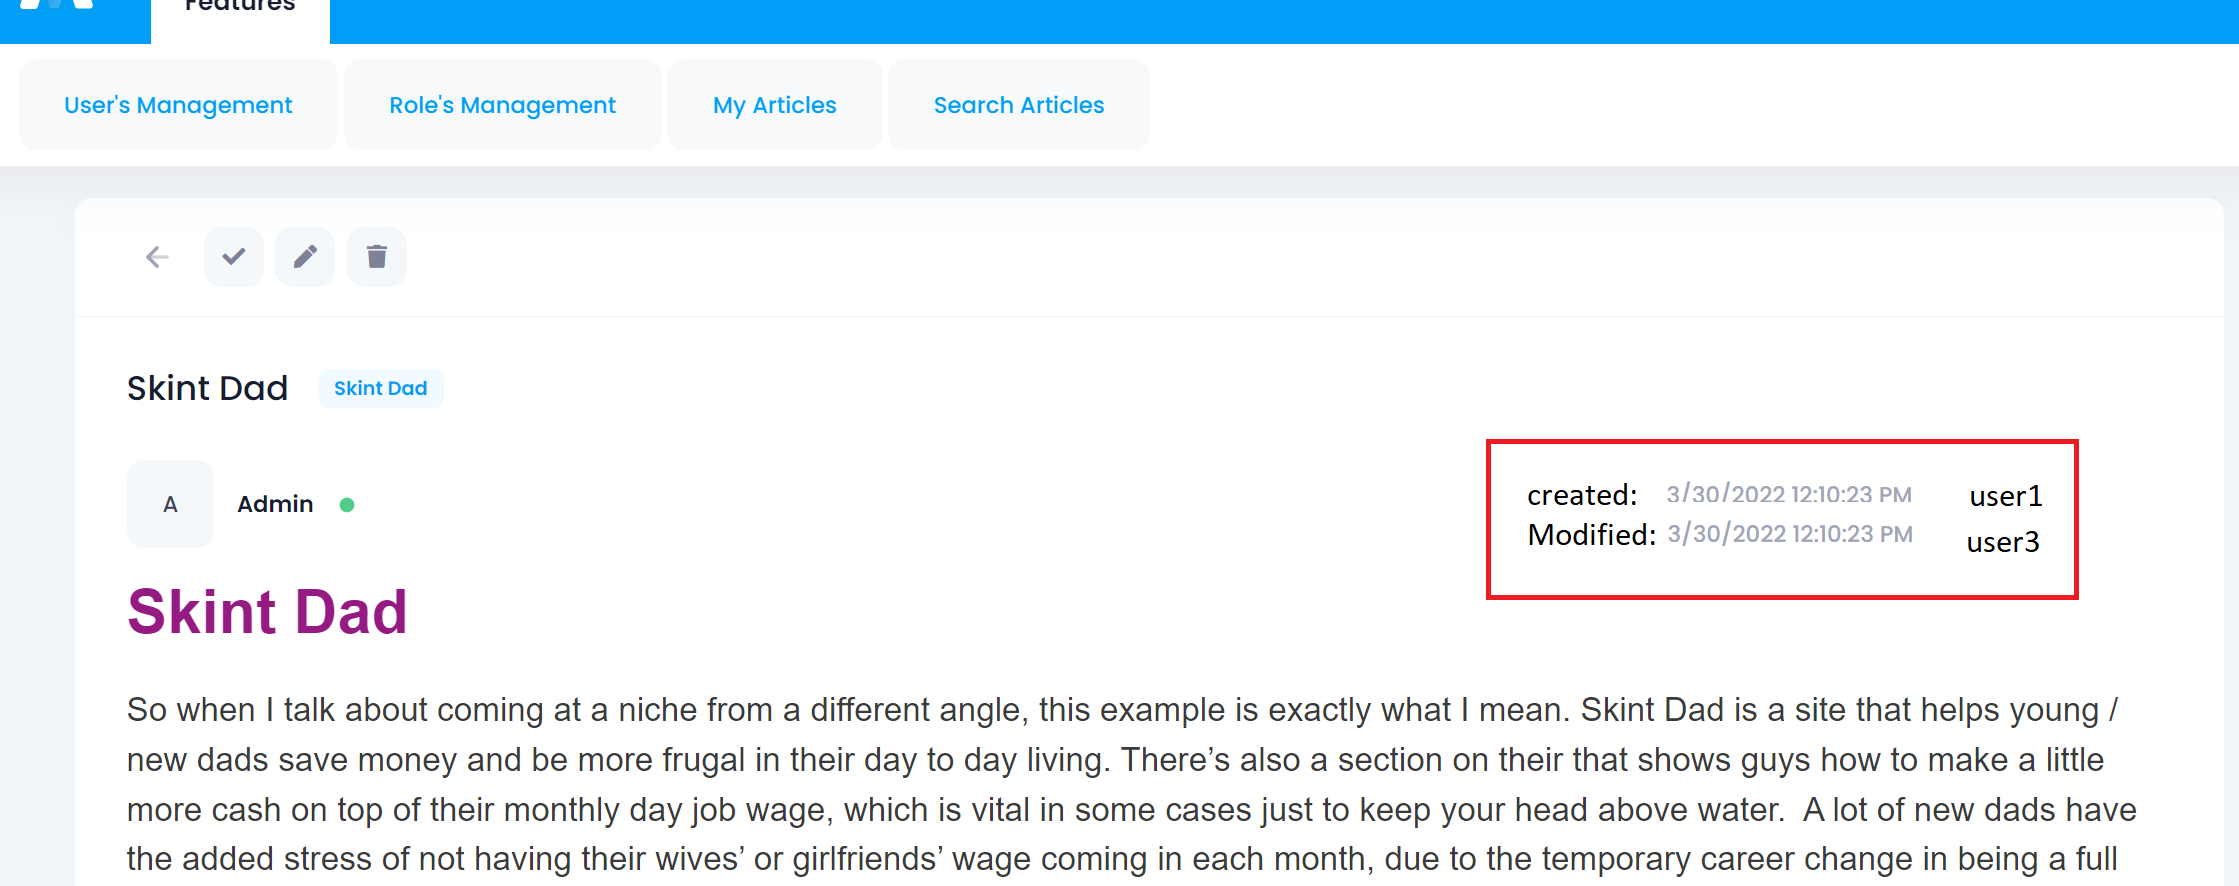 Features
User's Management
Role's Management
My Articles
Search Articles
Skint Dad
Skint Dad
A
Admin
created: 3/30/2022 12:10:23 PM user1
Modified: 3/30/2022 12:10:23 PM user3
Skint Dad
So when I talk about coming at a niche from a different angle, this example is exactly what I mean. Skint Dad is a site that helps young /
new dads save money and be more frugal in their day to day living. There’s also a section on their that shows guys how to make a little
more cash on top of their monthly day job wage, which is vital in some cases just to keep your head above water.  A lot of new dads have
the added stress of not having their wives’ or girlfriends’ wage coming in each month, due to the temporary career change in being a full